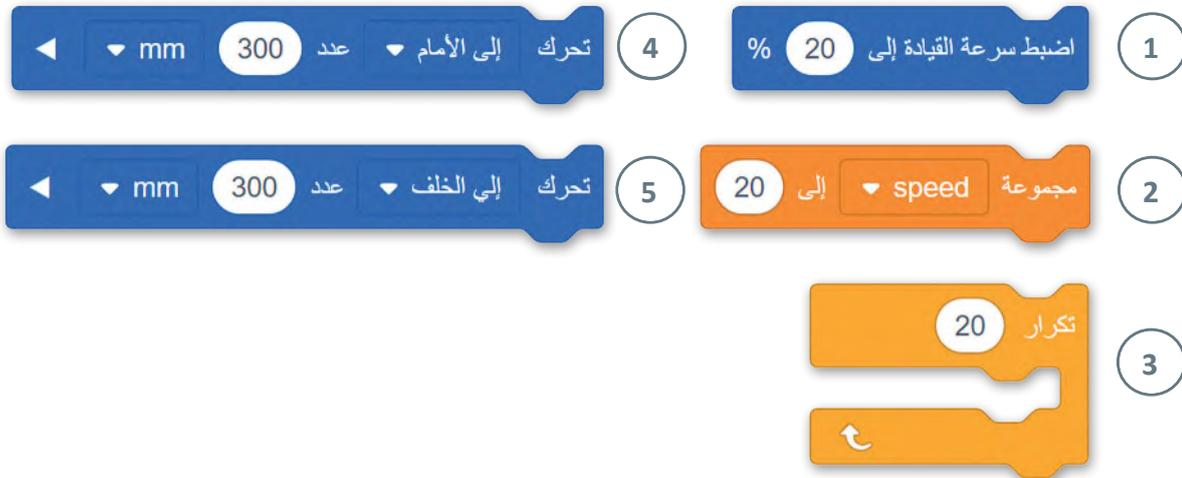 1 اضبط سرعة القيادة إلى 20 %
2 مجموعة speed إلى 20
3 تكرار 20
4 تحرك إلى الأمام عدد 300 mm
5 تحرك إلي الخلف عدد 300 mm